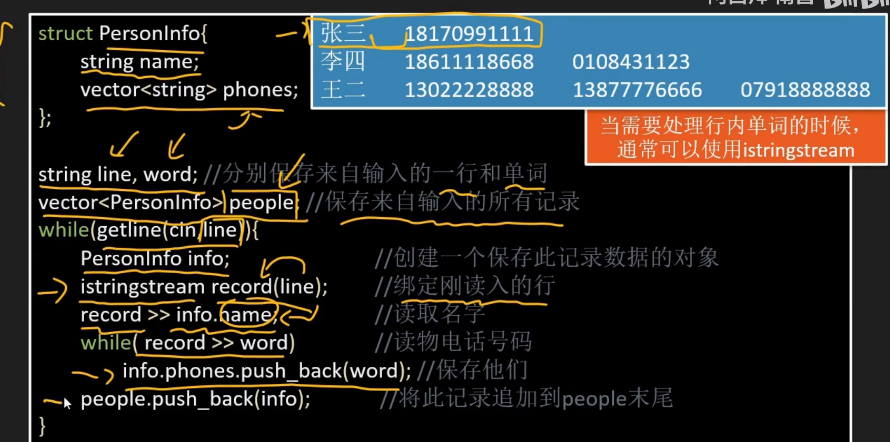 struct PersonInfo{
string name;
vector<string> phones;
};
张三 18170991111
李四 18611118668 0108431123
王二 13022228888 13877776666 07918888888
当需要处理行内单词的时候，
通常可以使用istringstream
string line, word; //分别保存来自输入的一行和单词
vector<PersonInfo> people; //保存来自输入的所有记录
while(getline(cin,line)){
PersonInfo info; //创建一个保存此记录数据的对象
istringstream record(line); //绑定刚读入的行
record >> info.name; //读取名字
while( record >> word) //读物电话号码
info.phones.push_back(word); //保存他们
people.push_back(info); //将此记录追加到people末尾
}